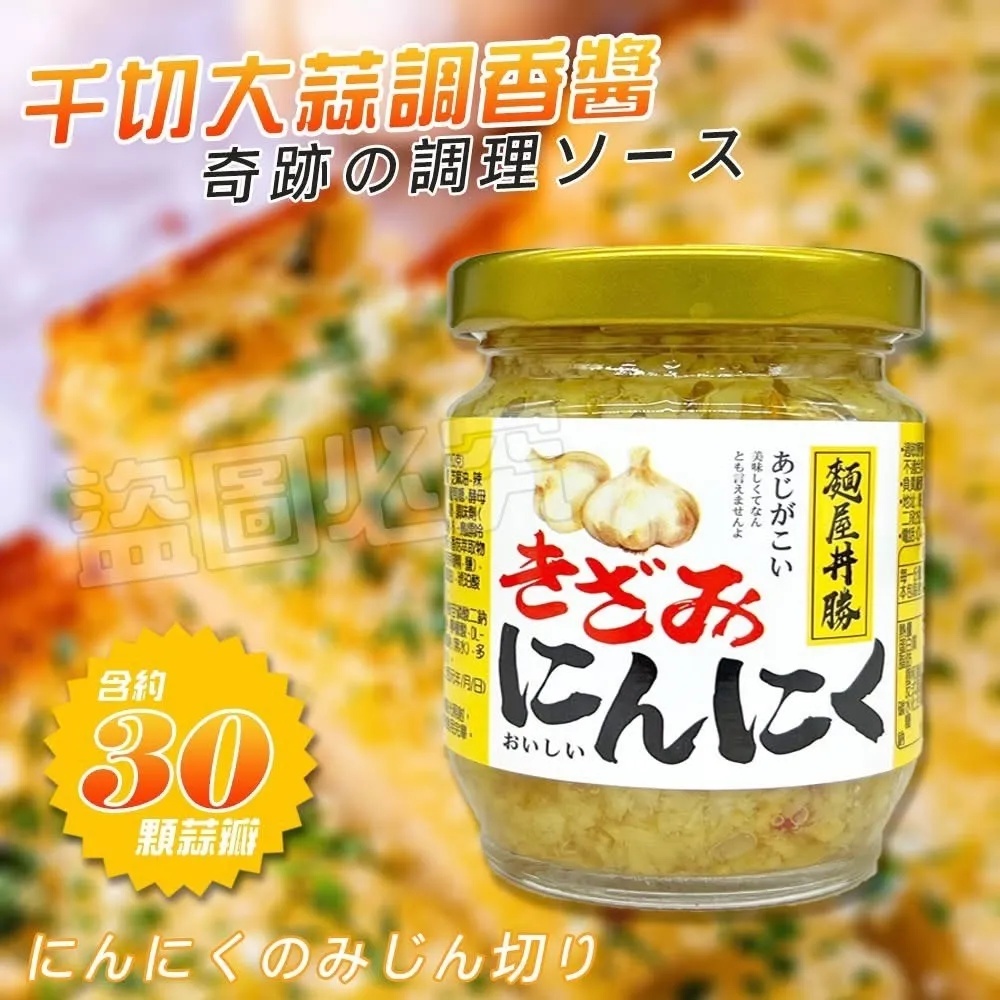 千切大蒜調香醬
奇跡の調理ソース
盜圖必究
麵屋丼勝
あじがこい
美味しくてなん
とも言えませんよ
きざみ
にんにく
おいしい
含約
30
顆蒜瓣
にんにくのみじん切り